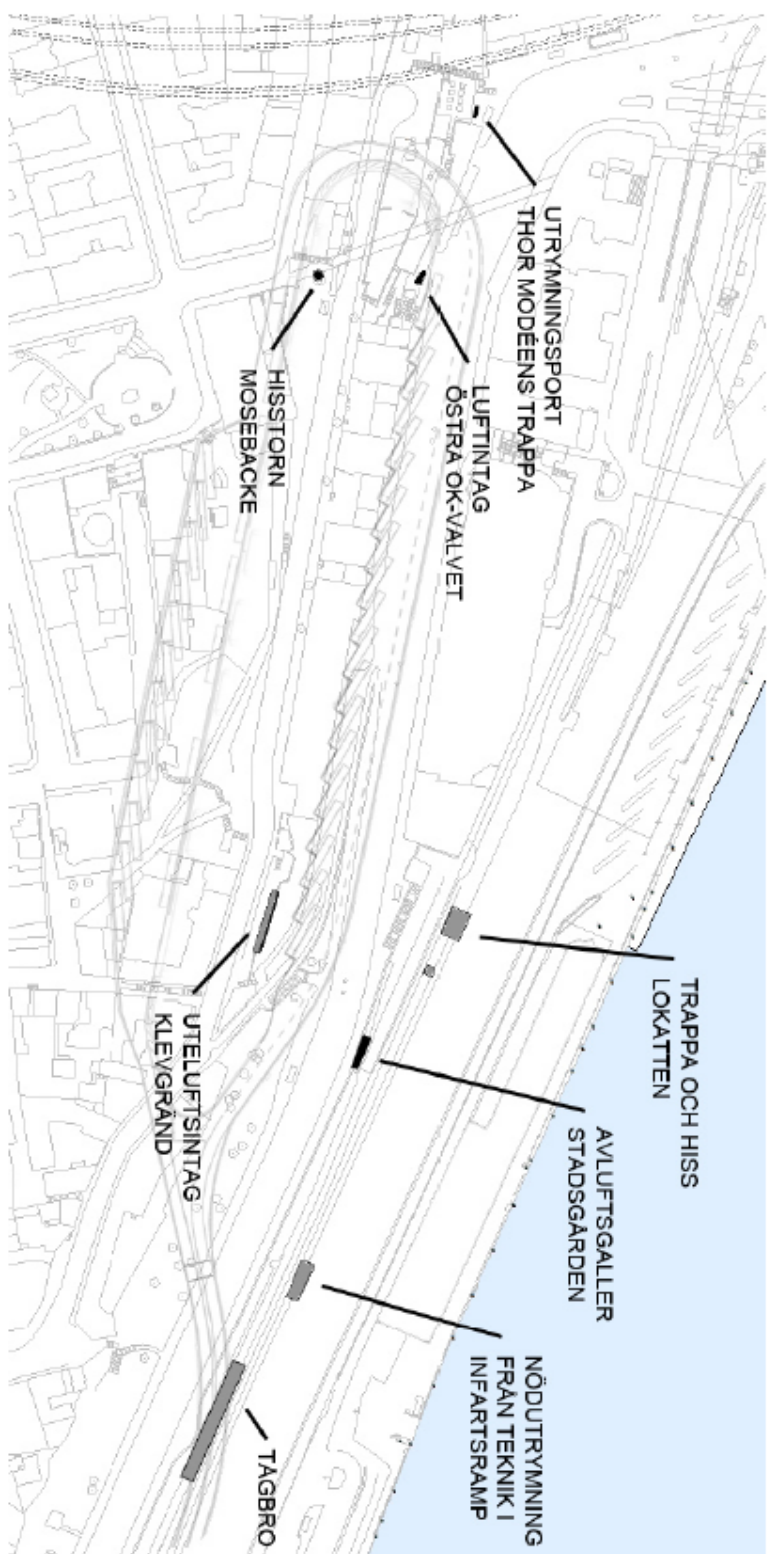 UTRYMNINGSPORT
THOR MODÉENS TRAPPA
LUFTINTAG
ÖSTRA OK-VALVET
HISSTORN
MOSEBACKE
TRAPPA OCH HISS
LOKATTEN
AVLUFTSGALLER
STADSGÅRDEN
UTELUFTSINTAG
KLEVGRÄND
NÖDUTRYMNING
FRÅN TEKNIK I
INFARTSRAMP
TÅGBRO